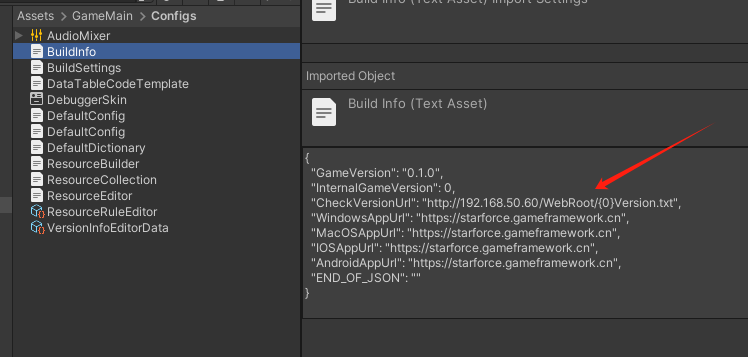 Assets > GameMain > Configs
AudioMixer
BuildInfo
BuildSettings
DataTableCodeTemplate
DebuggerSkin
DefaultConfig
DefaultConfig
DefaultDictionary
ResourceBuilder
ResourceCollection
ResourceEditor
ResourceRuleEditor
VersionInfoEditorData
Build Info (Text Asset) Import Settings
Imported Object
Build Info (Text Asset)
{
"GameVersion": "0.1.0",
"InternalGameVersion": 0,
"CheckVersionUrl": "http://192.168.50.60/WebRoot/{0}Version.txt",
"WindowsAppUrl": "https://starforce.gameframework.cn",
"MacOSAppUrl": "https://starforce.gameframework.cn",
"IOSAppUrl": "https://starforce.gameframework.cn",
"AndroidAppUrl": "https://starforce.gameframework.cn",
"END_OF_JSON": ""
}